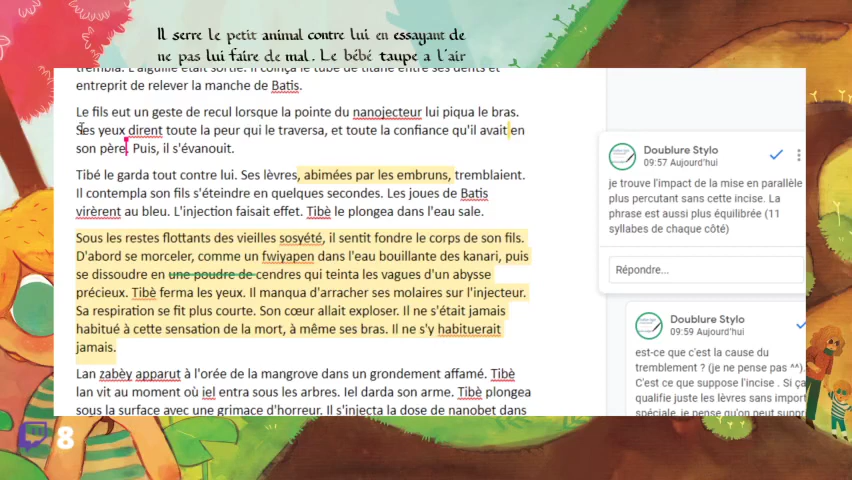 Il serre le petit animal contre lui en essayant de
ne pas lui faire de mal. Le bébé taupe a l'air
trembla. L'aiguille était sortie. Il coinça le tube de titane entre ses dents et
entreprit de relever la manche de Batis.
Le fils eut un geste de recul lorsque la pointe du nanojecteur lui piqua le bras.
Ses yeux dirent toute la peur qui le traversa, et toute la confiance qu'il avait en
son père. Puis, il s'évanouit.
Tibé le garda tout contre lui. Ses lèvres, abimées par les embruns, tremblaient.
Il contempla son fils s'éteindre en quelques secondes. Les joues de Batis
virèrent au bleu. L'injection faisait effet. Tibè le plongea dans l'eau sale.
Sous les restes flottants des vieilles sosyété, il sentit fondre le corps de son fils.
D'abord se morceler, comme un fwiyapen dans l'eau bouillante des kanari, puis
se dissoudre en une poudre de cendres qui teinta les vagues d'un abysse
précieux. Tibè ferma les yeux. Il manqua d'arracher ses molaires sur l'injecteur.
Sa respiration se fit plus courte. Son cœur allait exploser. Il ne s'était jamais
habitué à cette sensation de la mort, à même ses bras. Il ne s'y habituerait
jamais.
Lan zabèy apparut à l'orée de la mangrove dans un grondement affamé. Tibè
lan vit au moment où iel entra sous les arbres. Iel darda son arme. Tibè plongea
sous la surface avec une grimace d'horreur. Il s'injecta la dose de nanobet dans
Doublure Stylo
09:57 Aujourd'hui
je trouve l'impact de la mise en parallèle
plus percutant sans cette incise. La
phrase est aussi plus équilibrée (11
syllabes de chaque côté)
Répondre...
Doublure Stylo
09:59 Aujourd'hui
est-ce que c'est la cause du
tremblement ? (je ne pense pas ^^).
C'est ce que suppose l'incise . Si ça
qualifie juste les lèvres sans import
spéciale, je pense qu'on peut suppr
8